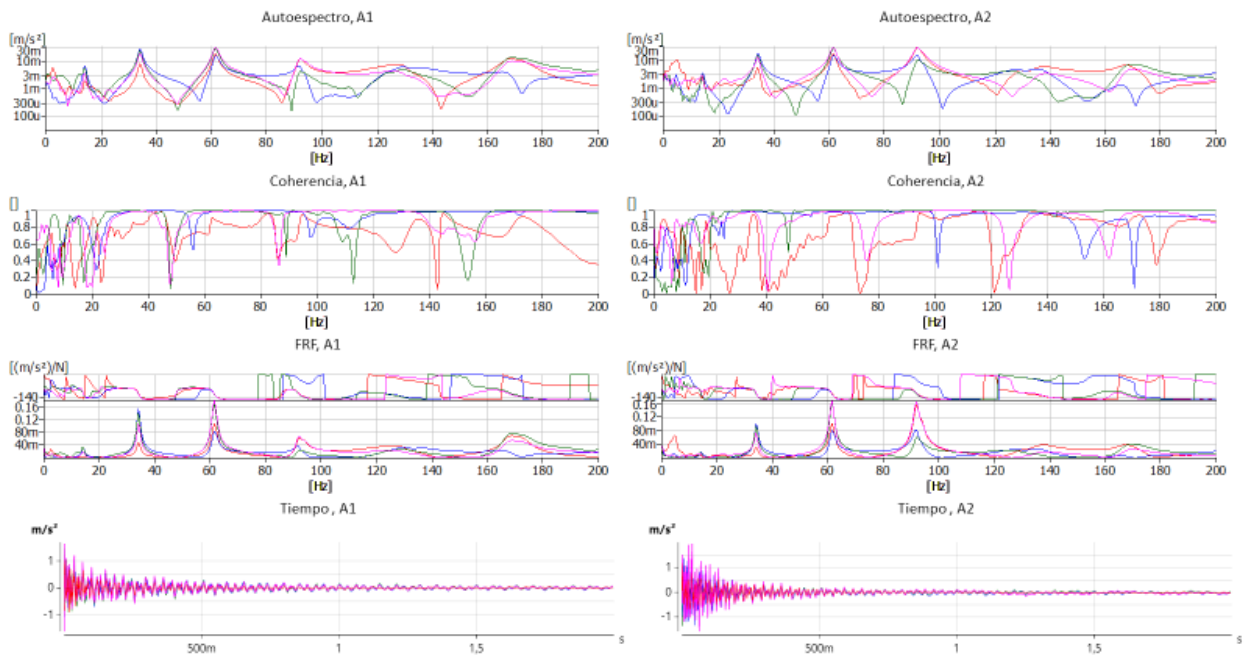 Autoespectro, A1
[m/s²]
30m
10m
3m
1m
300u
100u
0 20 40 60 80 100 120 140 160 180 200
[Hz]
Autoespectro, A2
[m/s²]
30m
10m
3m
1m
300u
100u
0 20 40 60 80 100 120 140 160 180 200
[Hz]
Coherencia, A1
[]
1
0.8
0.6
0.4
0.2
0
60 20 40 60 80 100 120 140 160 180 200
[Hz]
Coherencia, A2
[]
1
0.8
0.6
0.4
0.2
0
0 20 40 60 80 100 120 140 160 180 200
[Hz]
FRF, A1
[(m/s²)/N]
-140
0.16
0.12
80m
40m
0 20 40 60 80 100 120 140 160 180 200
[Hz]
FRF, A2
[(m/s²)/N]
-140
0.16
0.12
80m
40m
0 20 40 60 80 100 120 140 160 180 200
[Hz]
Tiempo , A1
m/s²
1
0
-1
500m 1 1,5 s
Tiempo , A2
m/s²
1
0
-1
500m 1 1,5 s